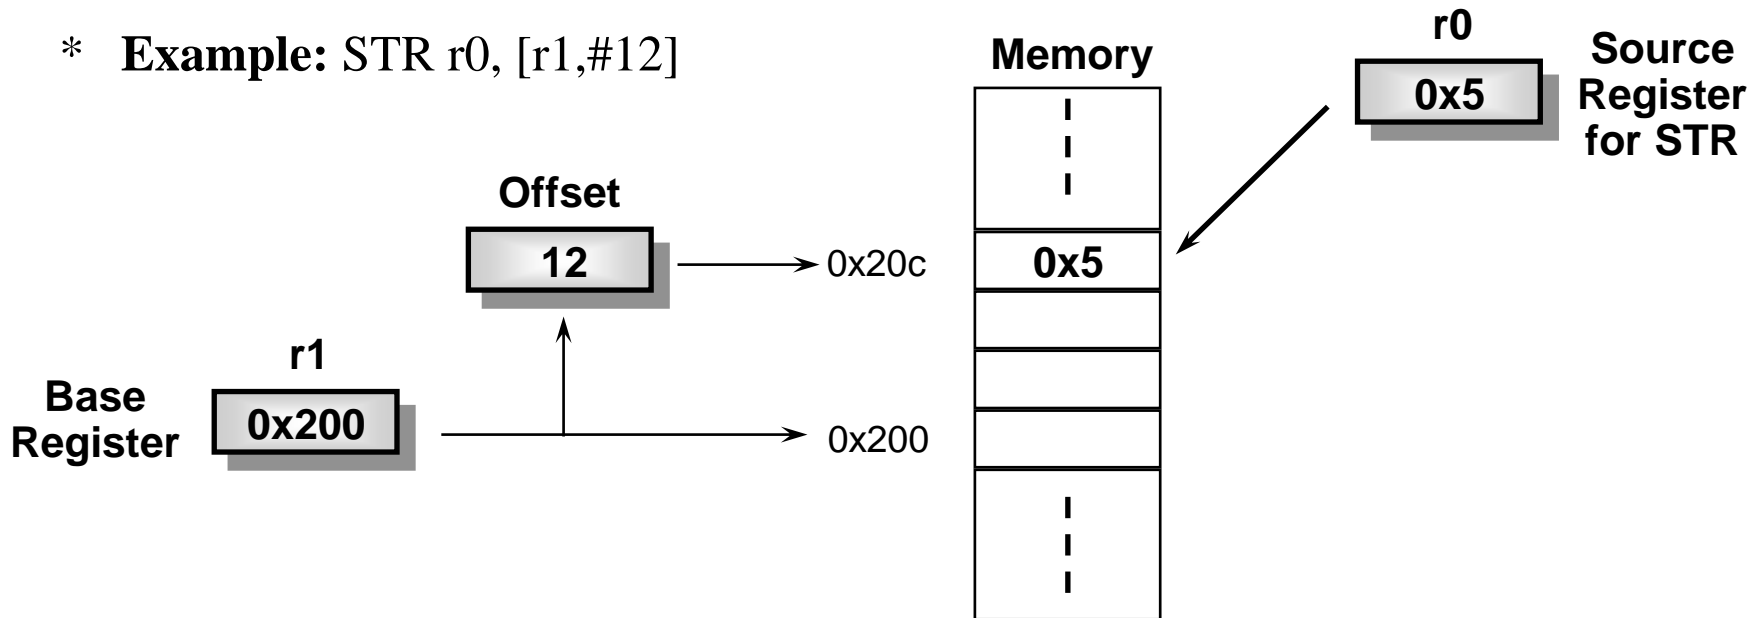 * Example: STR r0, [r1,#12]
Memory
r0
0x5
Source
Register
for STR
Offset
12
0x20c
0x5
r1
Base
Register
0x200
0x200